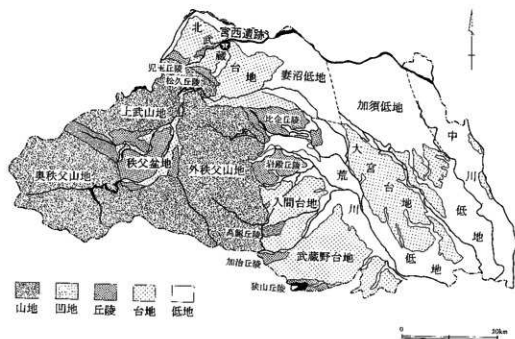 宮西遺跡
北武蔵台地
児玉丘陵
松久丘陵
妻沼低地
加須低地
中川低地
上武山地
比企丘陵
大宮台地
奥秩父山地
秩父盆地
外秩父山地
岩殿丘陵
荒川低地
入間台地
高麗丘陵
武蔵野台地
加治丘陵
狭山丘陵
山地
凹地
丘陵
台地
低地
0
20km